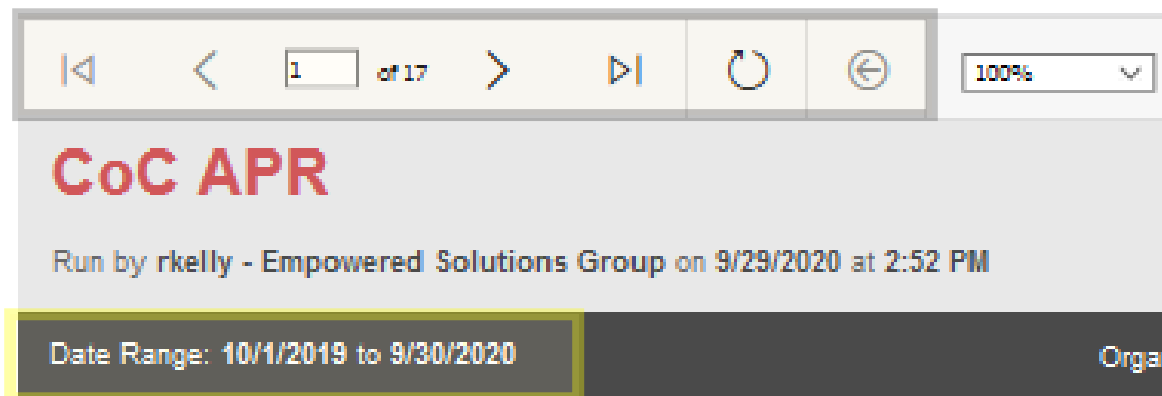 1 of 17 100%
CoC APR
Run by rkelly - Empowered Solutions Group on 9/29/2020 at 2:52 PM
Date Range: 10/1/2019 to 9/30/2020 Orga